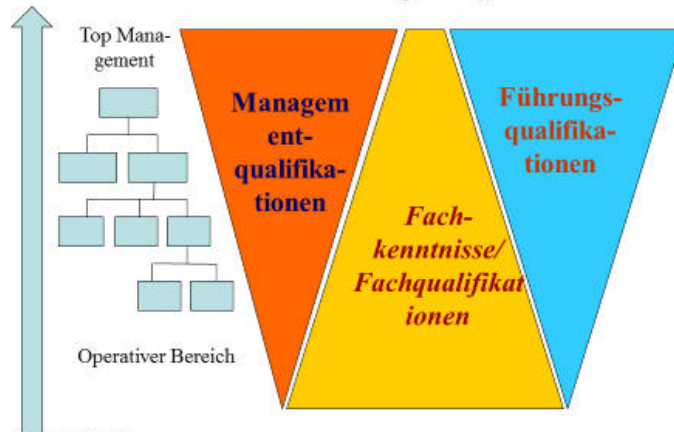 Top Mana-
gement
Managem
ent-
qualifika-
tionen
Führungs-
qualifika-
tionen
Fach-
kenntnisse/
Fachqualifikat
ionen
Operativer Bereich